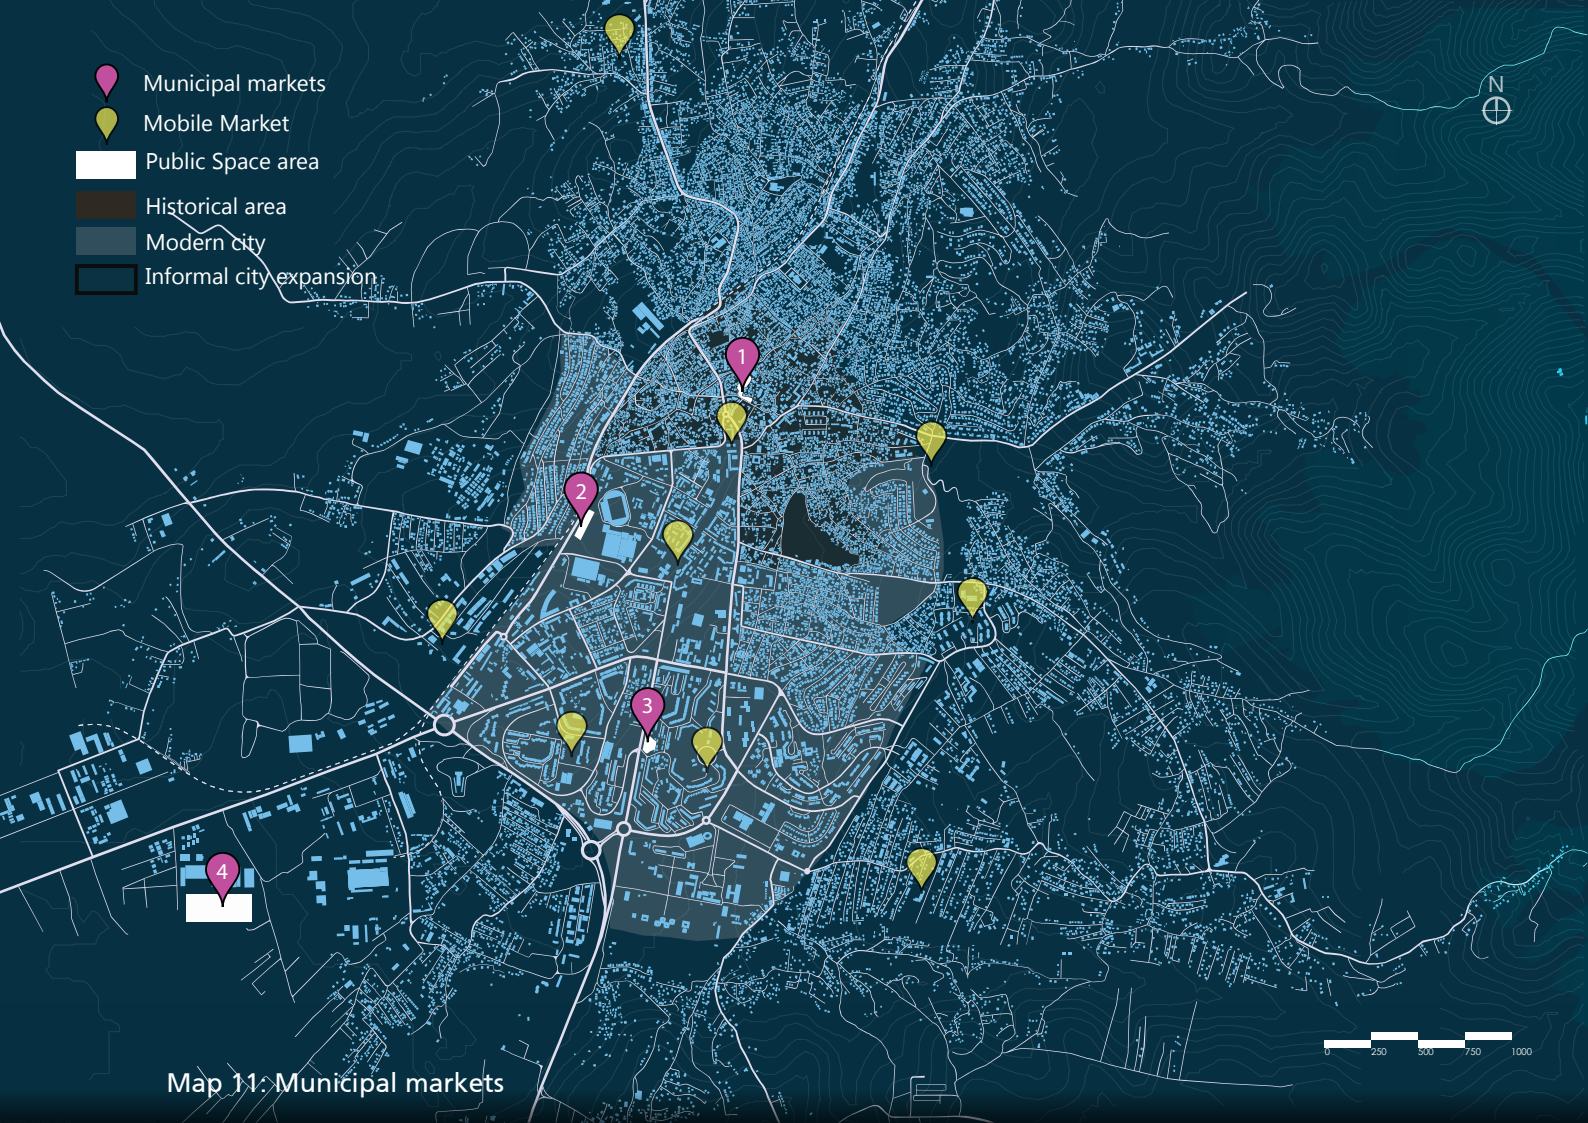 Municipal markets
Mobile Market
Public Space area
Historical area
Modern city
Informal city expansion
N
1
2
3
4
0 250 500 750 1000
Map 11: Municipal markets